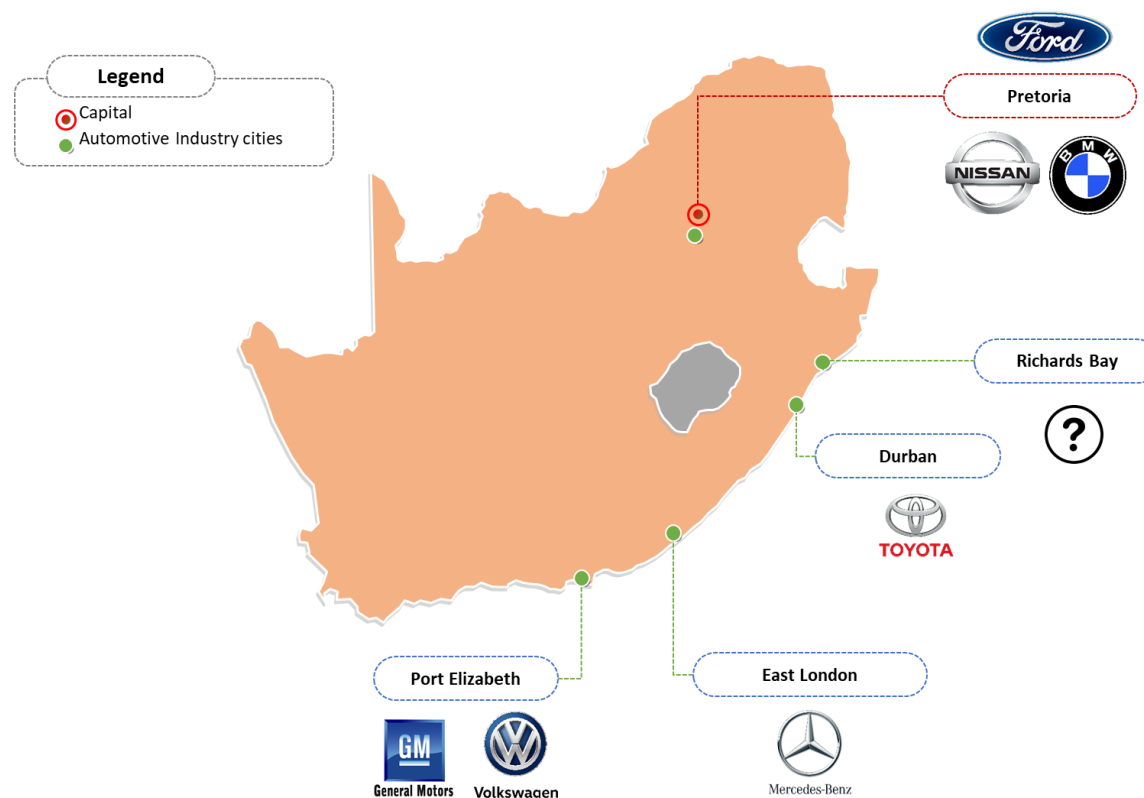 Ford
Legend
Capital
Automotive Industry cities
Pretoria
NISSAN
BMW
Richards Bay
?
Durban
TOYOTA
Port Elizabeth
East London
GM
General Motors
Volkswagen
Mercedes-Benz